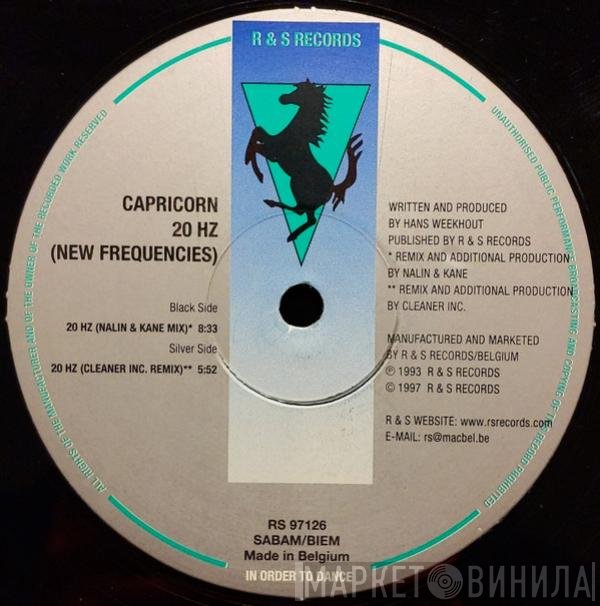 R & S RECORDS
CAPRICORN
20 HZ
(NEW FREQUENCIES)
Black Side
20 HZ (NALIN & KANE MIX)* 8:33
Silver Side
20 HZ (CLEANER INC. REMIX)** 5:52
WRITTEN AND PRODUCED
BY HANS WEEKHOUT
PUBLISHED BY R & S RECORDS
* REMIX AND ADDITIONAL PRODUCTION
BY NALIN & KANE
** REMIX AND ADDITIONAL PRODUCTION
BY CLEANER INC.
MANUFACTURED AND MARKETED
BY R & S RECORDS/BELGIUM
℗ 1993 R & S RECORDS
© 1997 R & S RECORDS
R & S WEBSITE: www.rsrecords.com
E-MAIL: rs@macbel.be
RS 97126
SABAM/BIEM
Made in Belgium
IN ORDER TO DANCE
ALL RIGHTS OF THE MANUFACTURER AND OF THE OWNER OF THE RECORDED WORK RESERVED
UNAUTHORISED PUBLIC PERFORMANCE BROADCASTING AND COPYING OF THIS RECORD PROHIBITED
МАРКЕТ ВИНИЛА